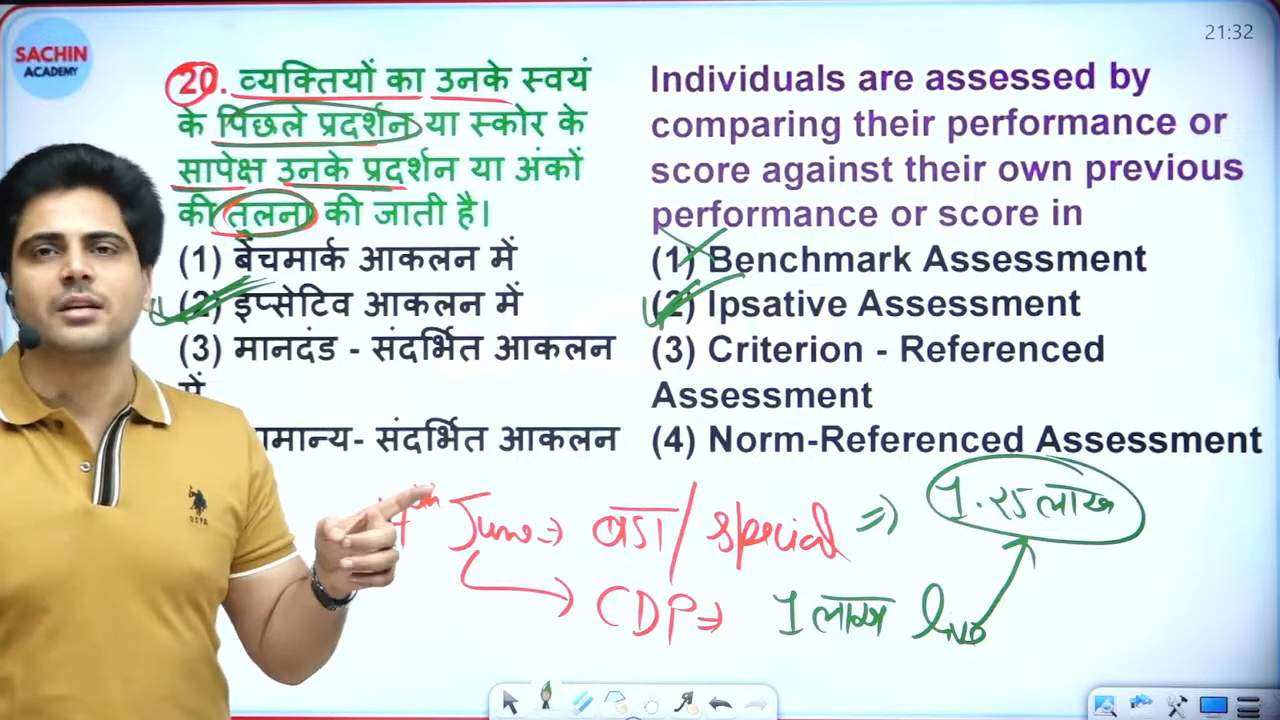 SACHIN
ACADEMY
21:32
20. व्यक्तियों का उनके स्वयं
के पिछले प्रदर्शन या स्कोर के
सापेक्ष उनके प्रदर्शन या अंकों
की तुलना की जाती है।
(1) बेंचमार्क आकलन में
(2) इप्सेटिव आकलन में
(3) मानदंड - संदर्भित आकलन
में
सामान्य- संदर्भित आकलन
Individuals are assessed by
comparing their performance or
score against their own previous
performance or score in
(1) Benchmark Assessment
(2) Ipsative Assessment
(3) Criterion - Referenced
Assessment
(4) Norm-Referenced Assessment
June ⇒ बडा / special ⇒ 1.25 लाख
CDP ⇒ 1 लाख
USPA